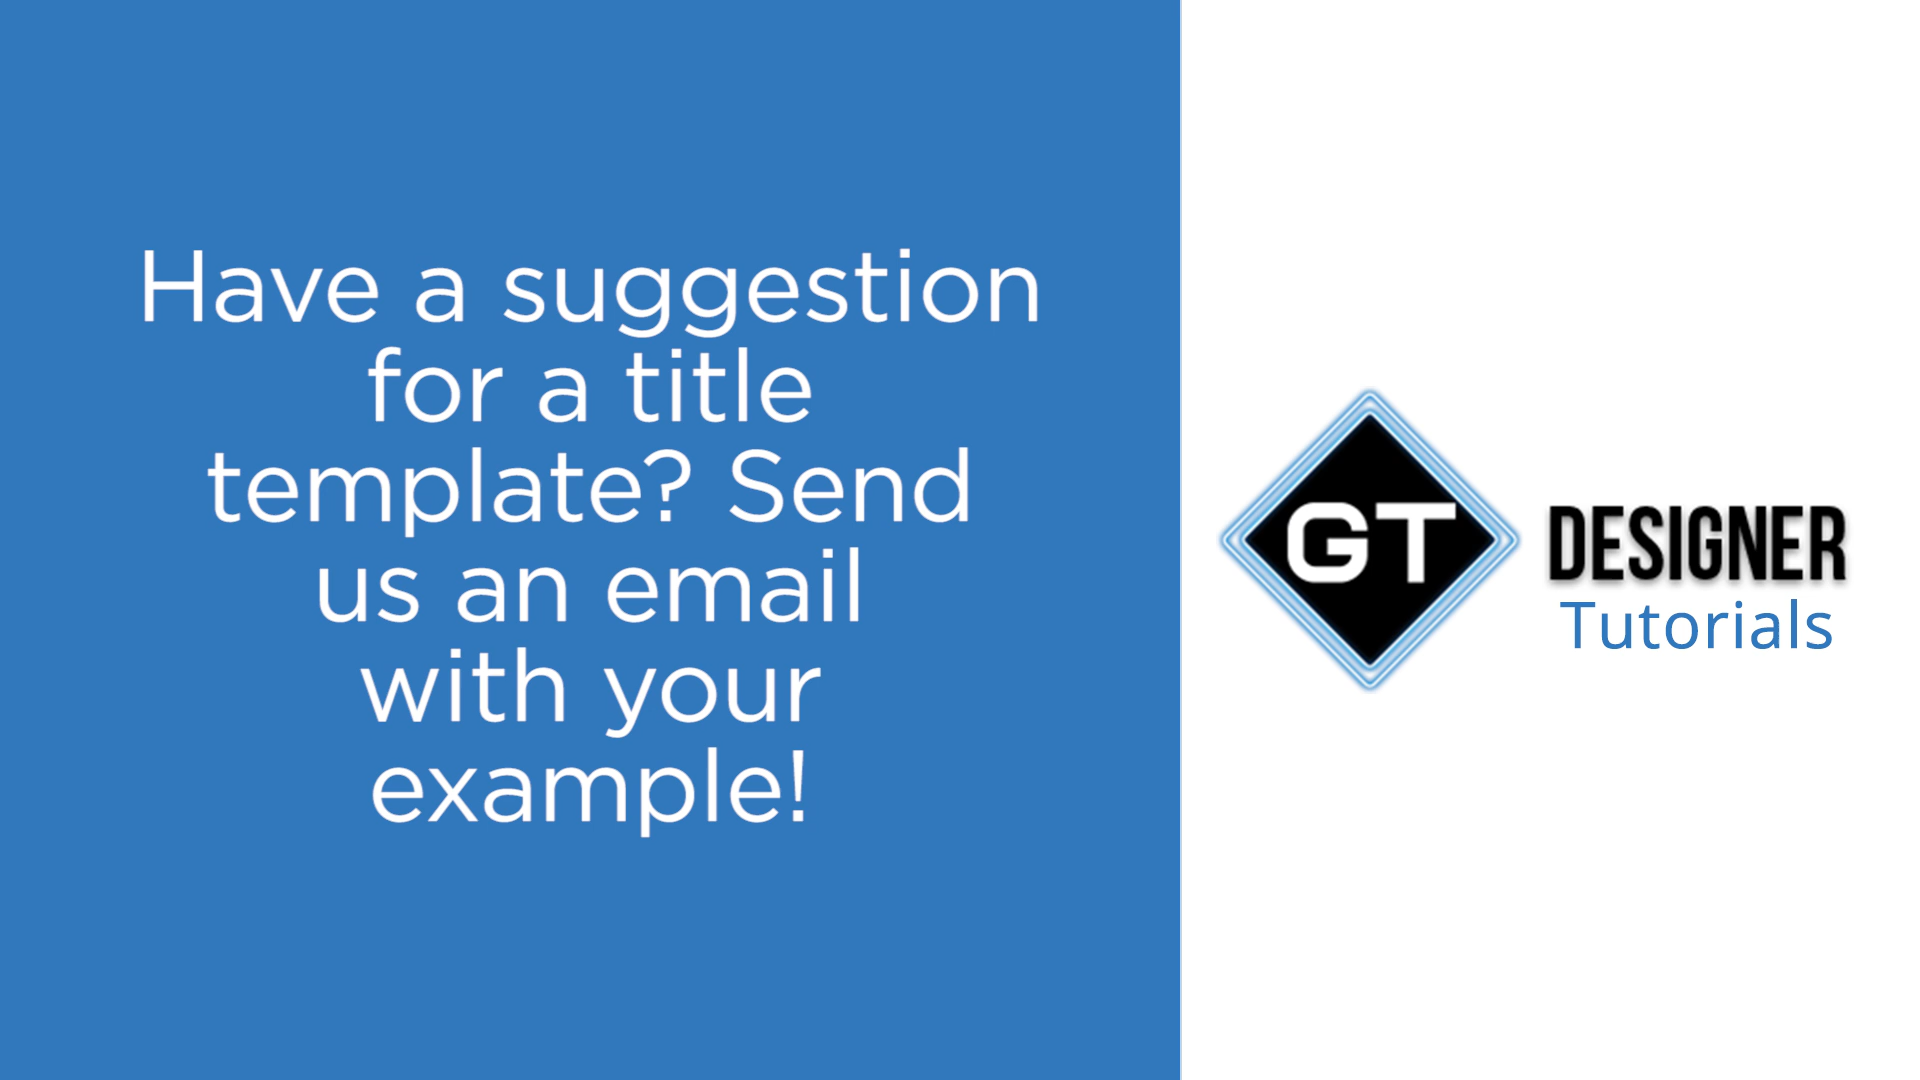 Have a suggestion
for a title
template? Send
us an email
with your
example!
GT DESIGNER
Tutorials